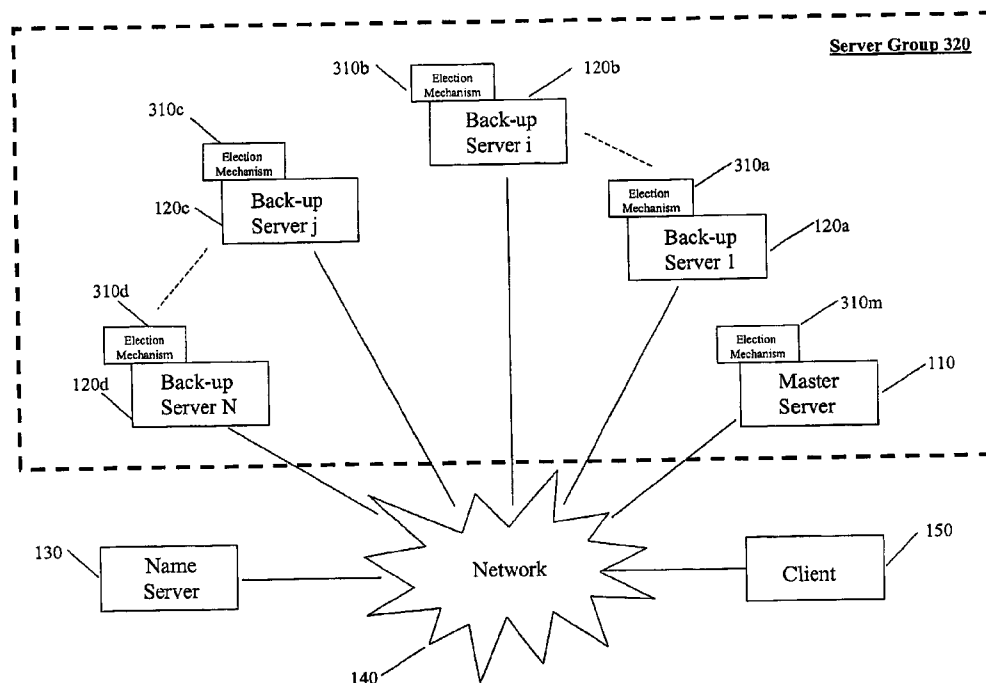 Server Group 320
310b
120b
Election
Mechanism
Back-up
Server i
310c
Election
Mechanism
Back-up
Server j
120c
310a
Election
Mechanism
Back-up
Server 1
120a
310d
Election
Mechanism
Back-up
Server N
120d
310m
Election
Mechanism
Master
Server
110
130
Name
Server
Network
140
150
Client